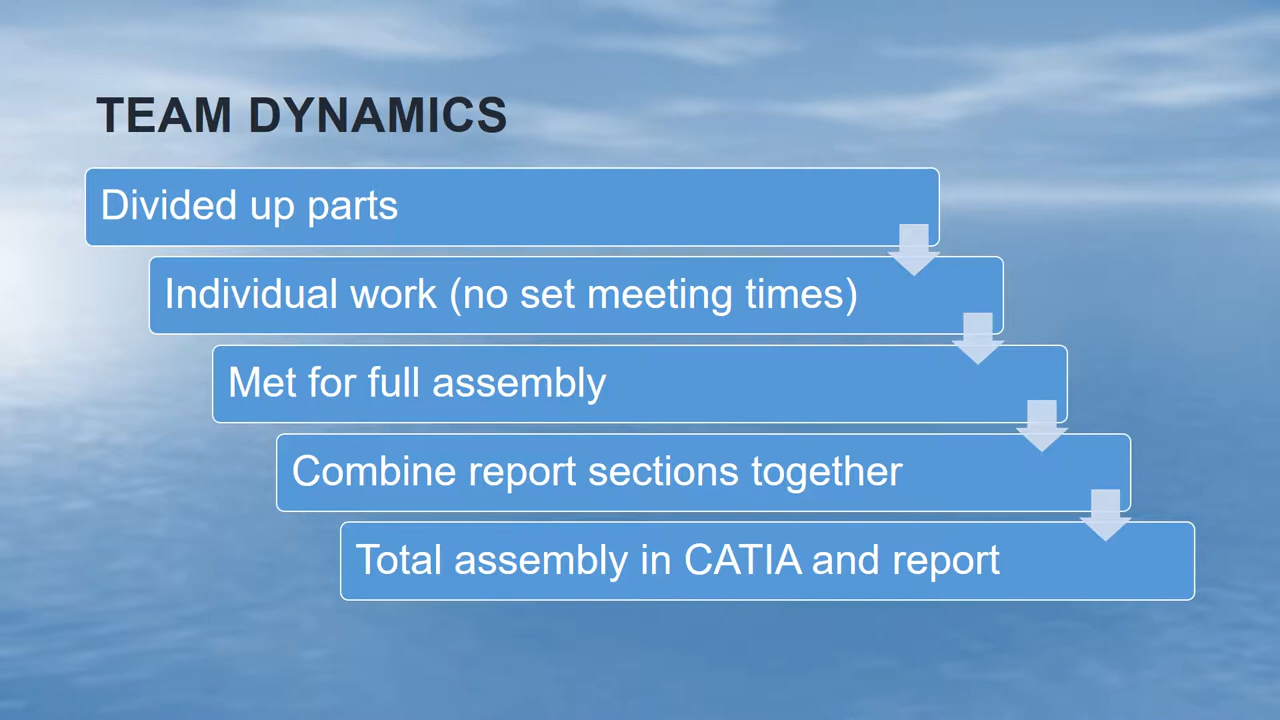 TEAM DYNAMICS
Divided up parts
Individual work (no set meeting times)
Met for full assembly
Combine report sections together
Total assembly in CATIA and report